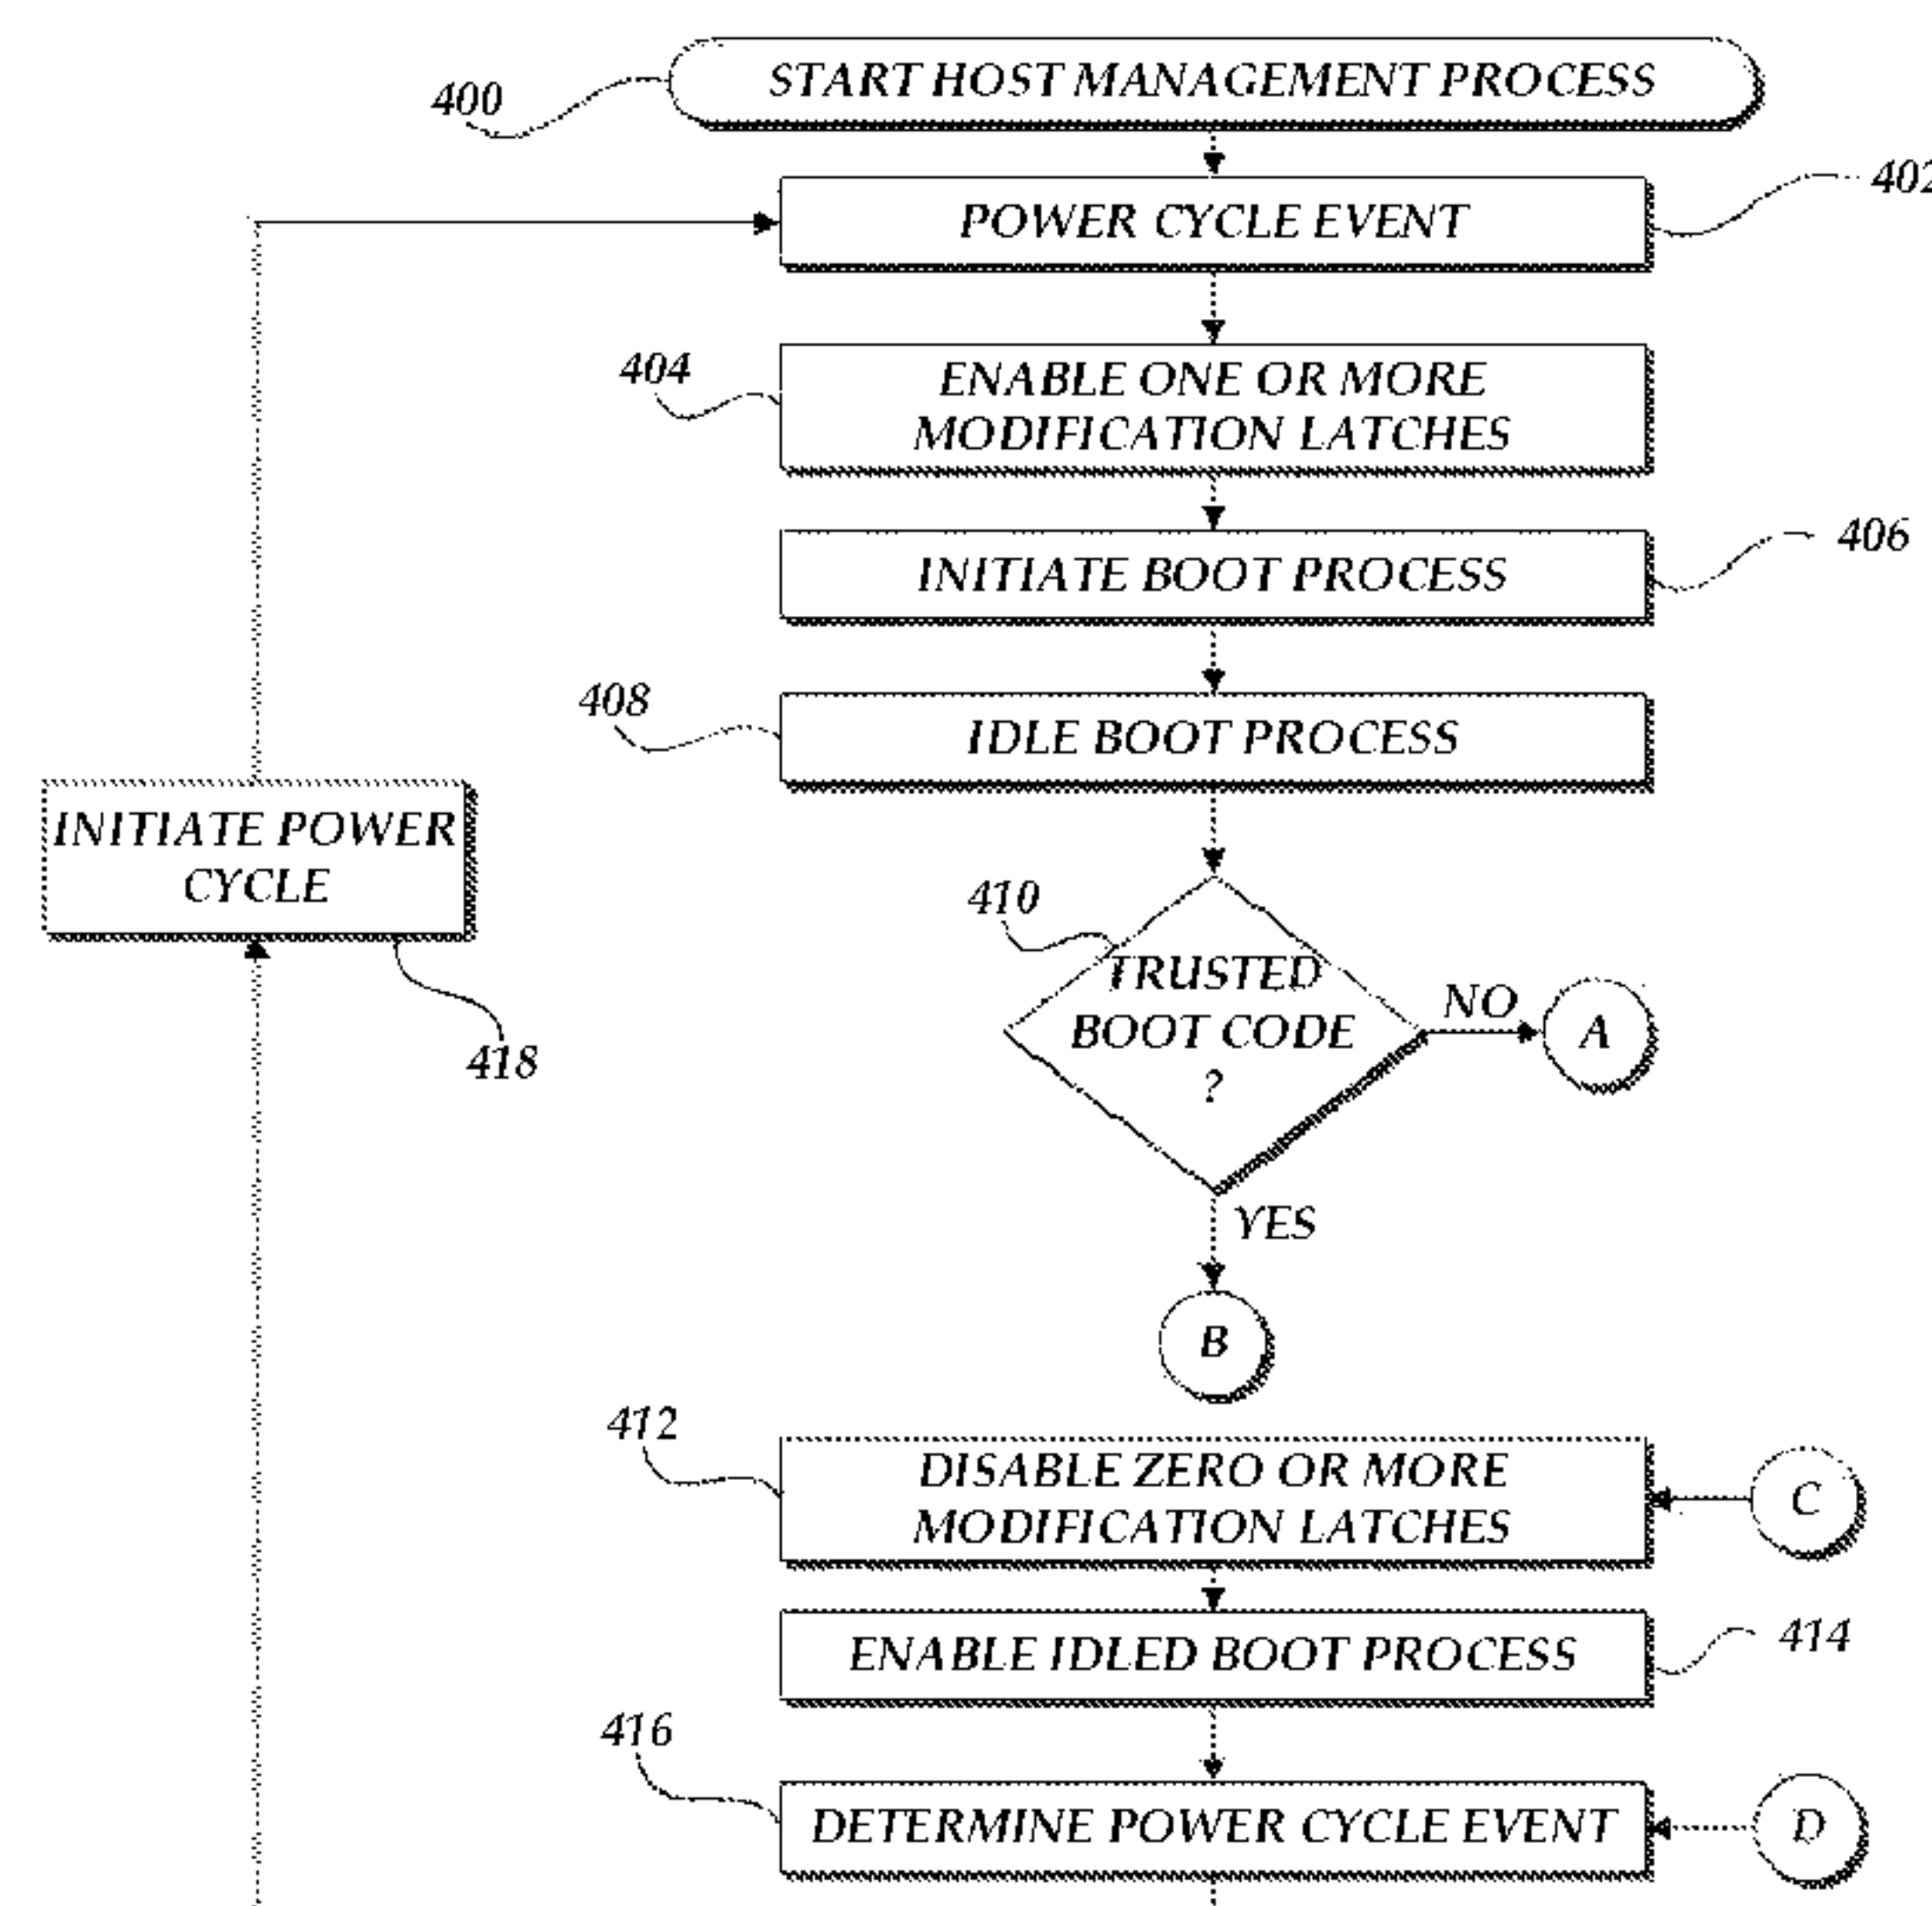 START HOST MANAGEMENT PROCESS
400
POWER CYCLE EVENT
402
404
ENABLE ONE OR MORE
MODIFICATION LATCHES
INITIATE BOOT PROCESS
406
408
IDLE BOOT PROCESS
INITIATE POWER
CYCLE
418
410
TRUSTED
BOOT CODE
?
NO
A
YES
B
412
DISABLE ZERO OR MORE
MODIFICATION LATCHES
C
ENABLE IDLED BOOT PROCESS
414
416
DETERMINE POWER CYCLE EVENT
D